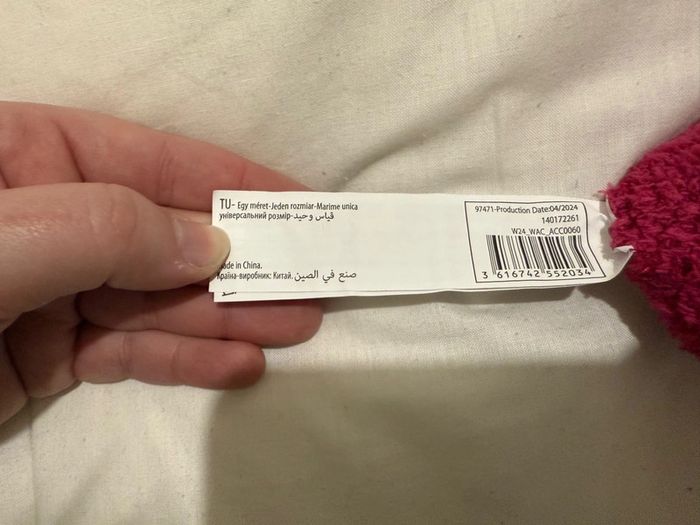 TU- Egy méret-Jeden rozmiar-Marime unica
універсальний розмір-قياس وحيد
ade in China.
Країна-виробник: Китай. صنع في الصين
97471-Production Date:04/2024
140172261
W24_WAC_ACC0060
3 616742 552034